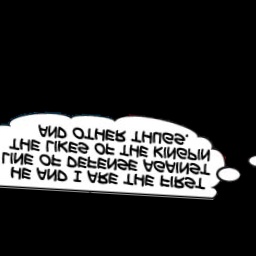 HE AND I ARE THE FIRST
LINE OF DEFENSE AGAINST
THE LIKES OF THE KINGPIN
AND OTHER THUGS.